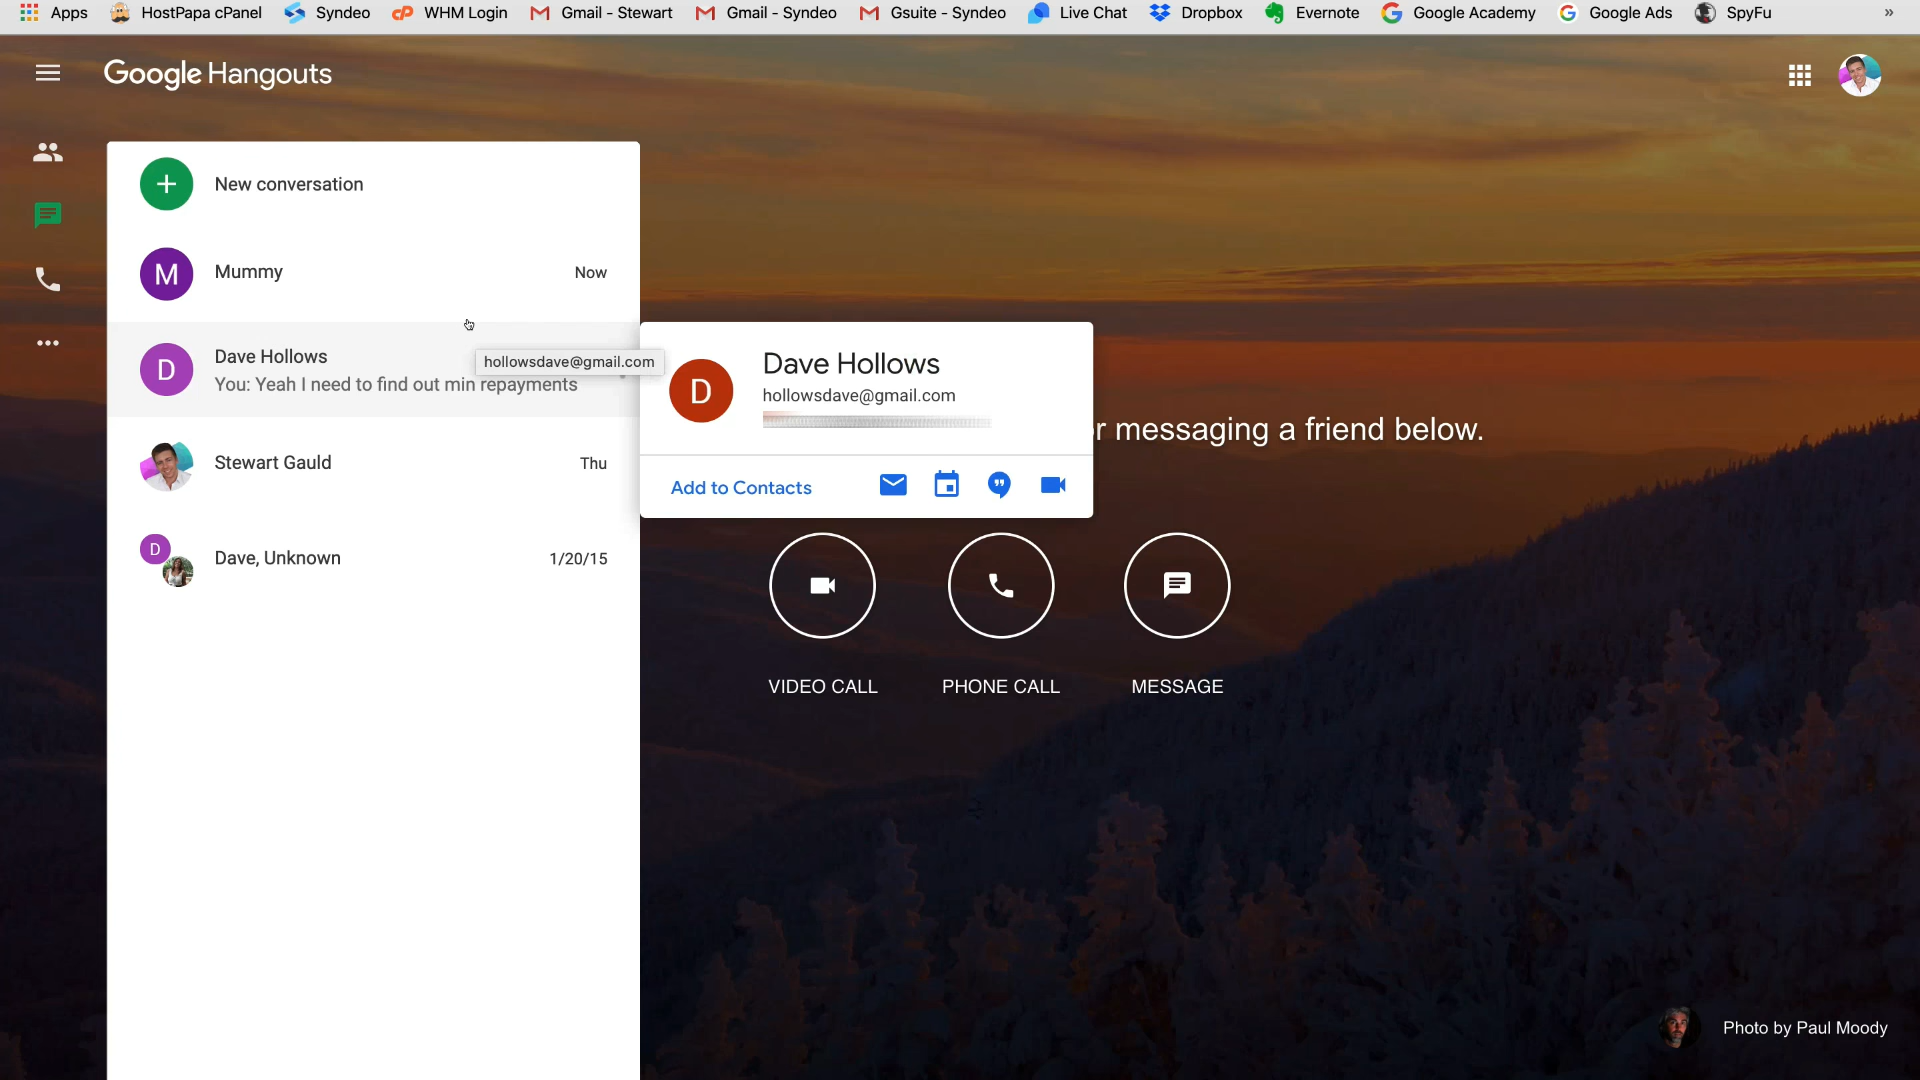 Apps HostPapa cPanel Syndeo WHM Login Gmail - Stewart Gmail - Syndeo Gsuite - Syndeo Live Chat Dropbox Evernote Google Academy Google Ads SpyFu »
Google Hangouts
New conversation
M Mummy Now
D Dave Hollows
You: Yeah I need to find out min repayments
hollowsdave@gmail.com
D Dave Hollows
hollowsdave@gmail.com
Add to Contacts
r messaging a friend below.
Stewart Gauld Thu
D Dave, Unknown 1/20/15
VIDEO CALL PHONE CALL MESSAGE
Photo by Paul Moody